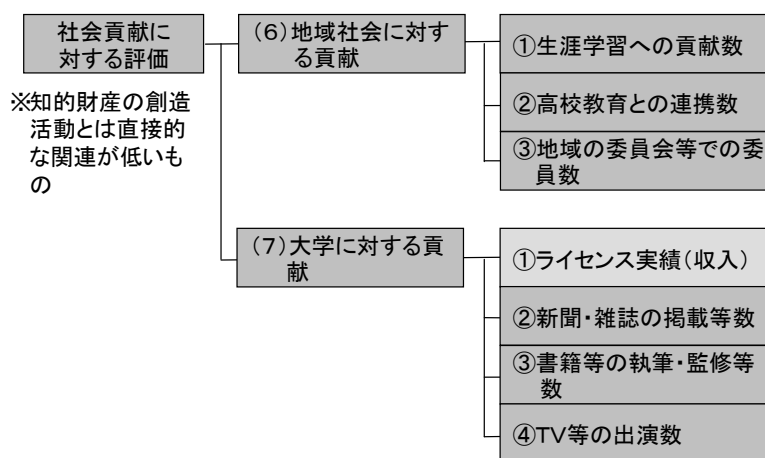 社会貢献に
対する評価
※知的財産の創造
活動とは直接的
な関連が低いも
の
(6)地域社会に対す
る貢献
①生涯学習への貢献数
②高校教育との連携数
③地域の委員会等での委
員数
(7)大学に対する貢
献
①ライセンス実績(収入)
②新聞・雑誌の掲載等数
③書籍等の執筆・監修等
数
④TV等の出演数